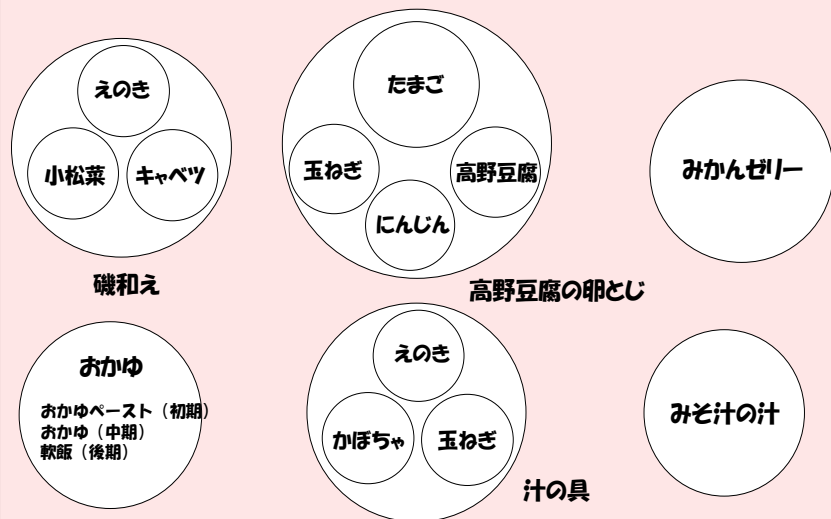 えのき
小松菜
キャベツ
磯和え
たまご
玉ねぎ
高野豆腐
にんじん
高野豆腐の卵とじ
みかんゼリー
おかゆ
おかゆペースト（初期）
おかゆ（中期）
軟飯（後期）
えのき
かぼちゃ
玉ねぎ
汁の具
みそ汁の汁